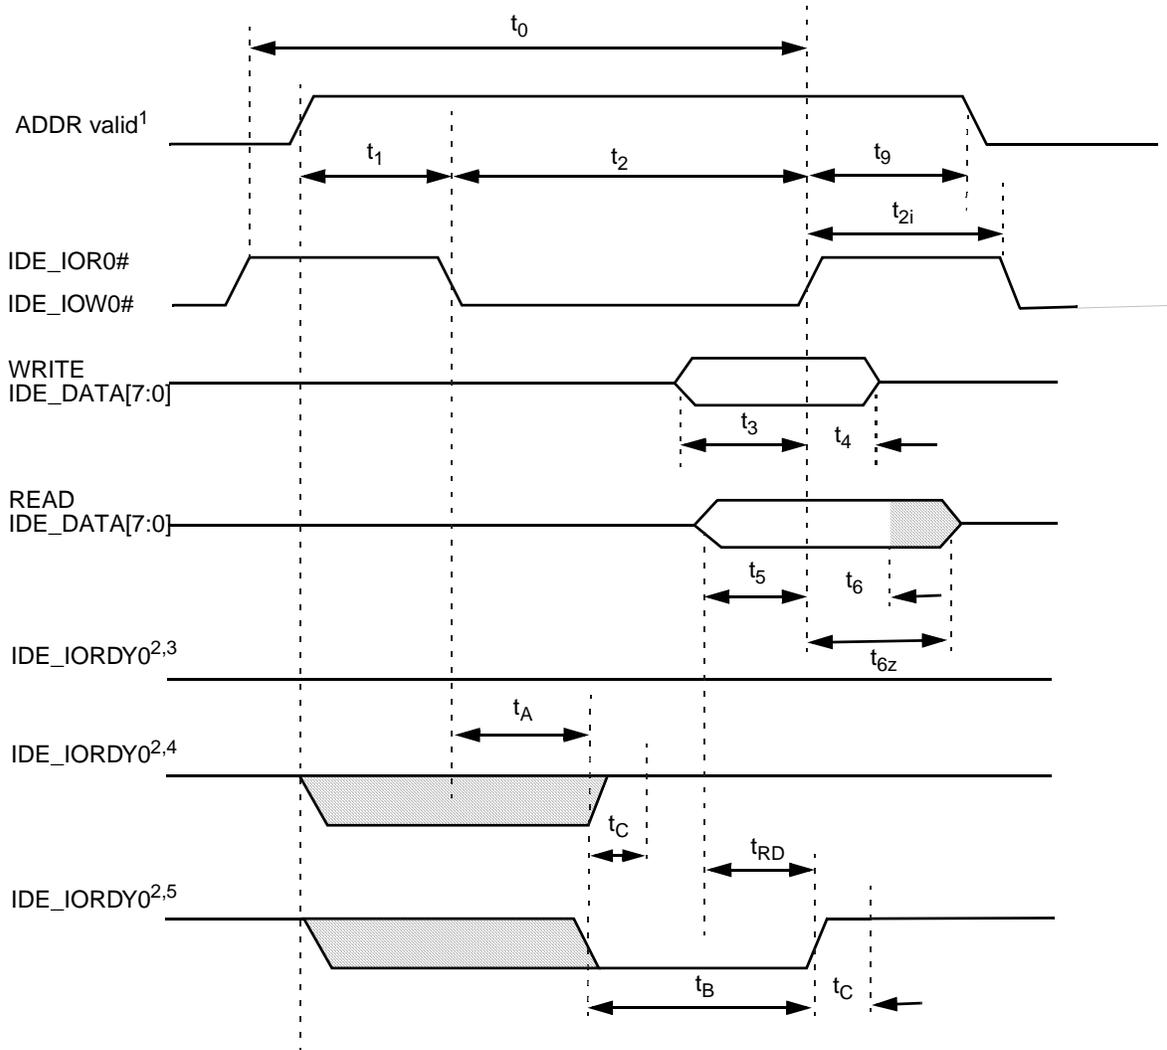 t0
ADDR valid1
t1
t2
t9
t2i
IDE_IOR0#
IDE_IOW0#
WRITE
IDE_DATA[7:0]
t3
t4
READ
IDE_DATA[7:0]
t5
t6
t6z
IDE_IORDY02,3
tA
IDE_IORDY02,4
tC
tRD
IDE_IORDY02,5
tB
tC